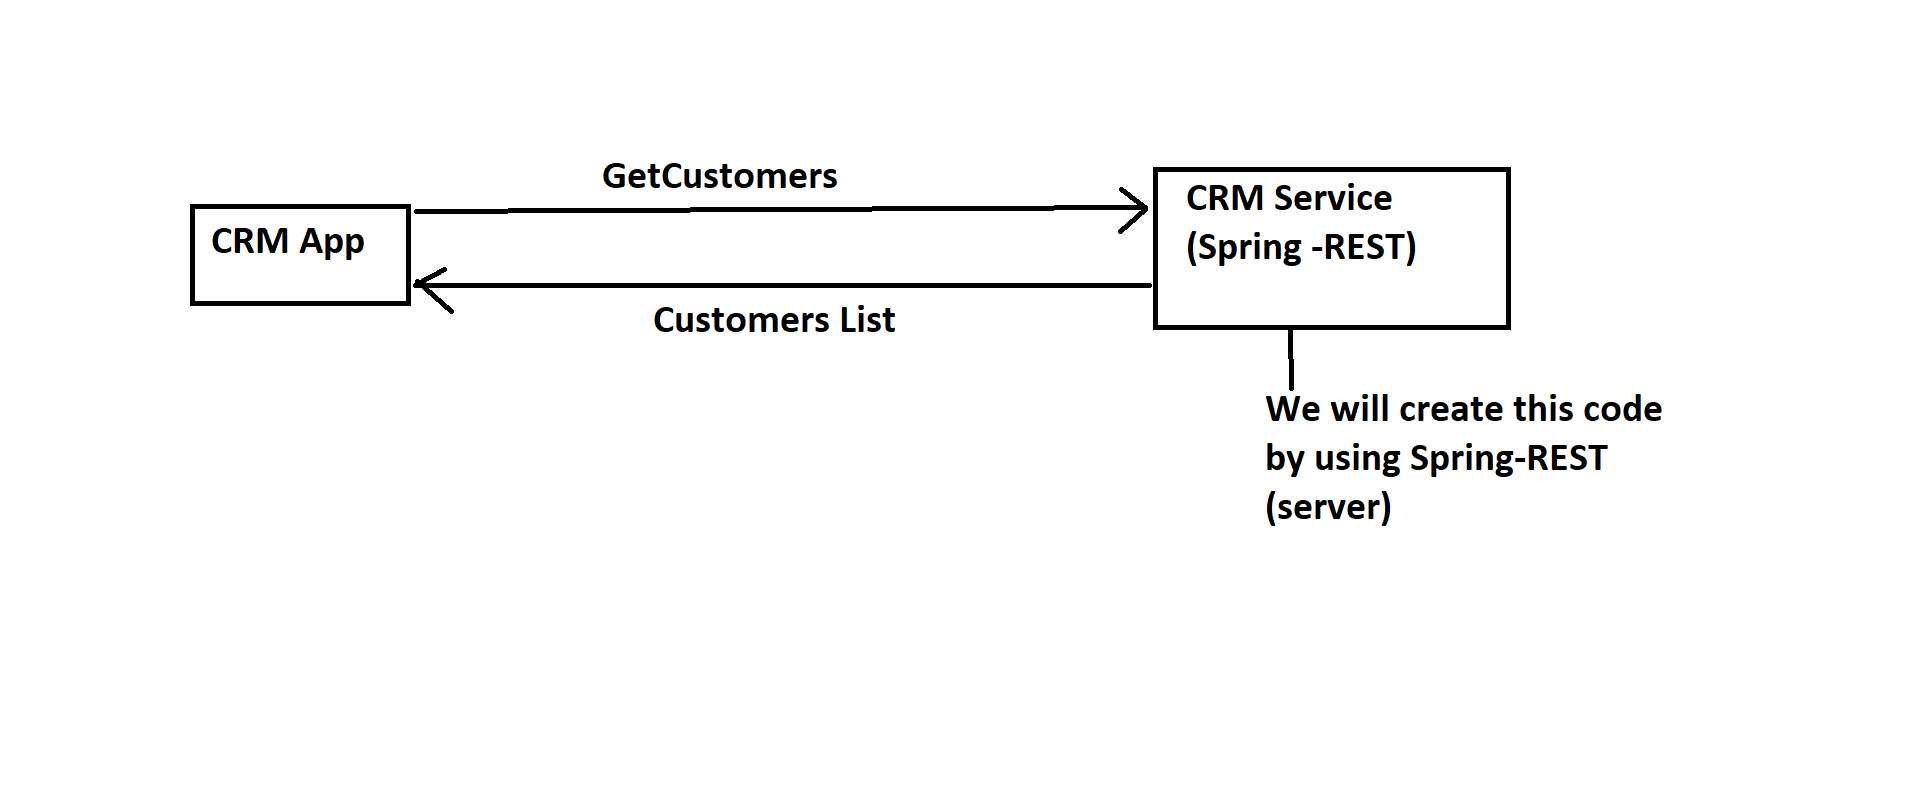 GetCustomers
CRM App
CRM Service
(Spring -REST)
Customers List
We will create this code
by using Spring-REST
(server)